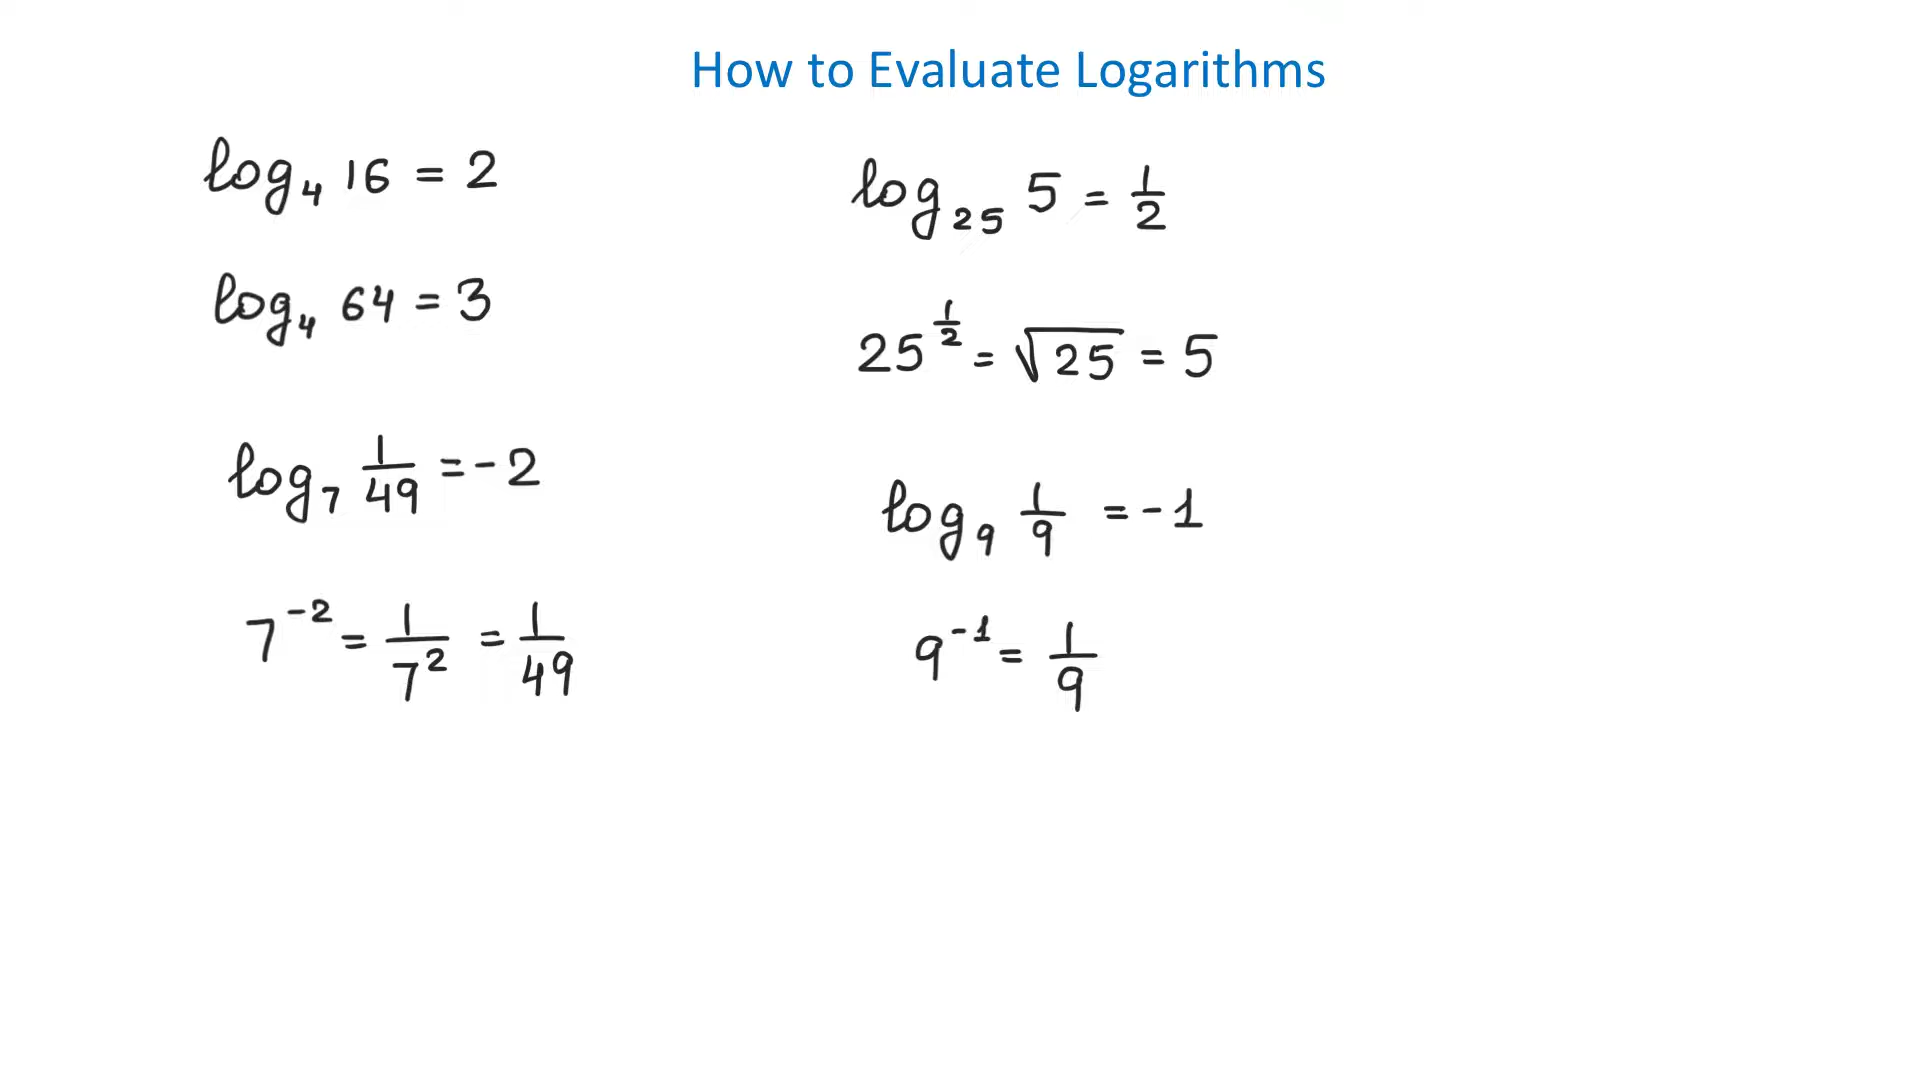 How to Evaluate Logarithms
log₄ 16 = 2
log₄ 64 = 3
log₇ 1/49 = -2
7⁻² = 1/7² = 1/49
log₂₅ 5 = 1/2
25^(1/2) = √25 = 5
log₉ 1/9 = -1
9⁻¹ = 1/9